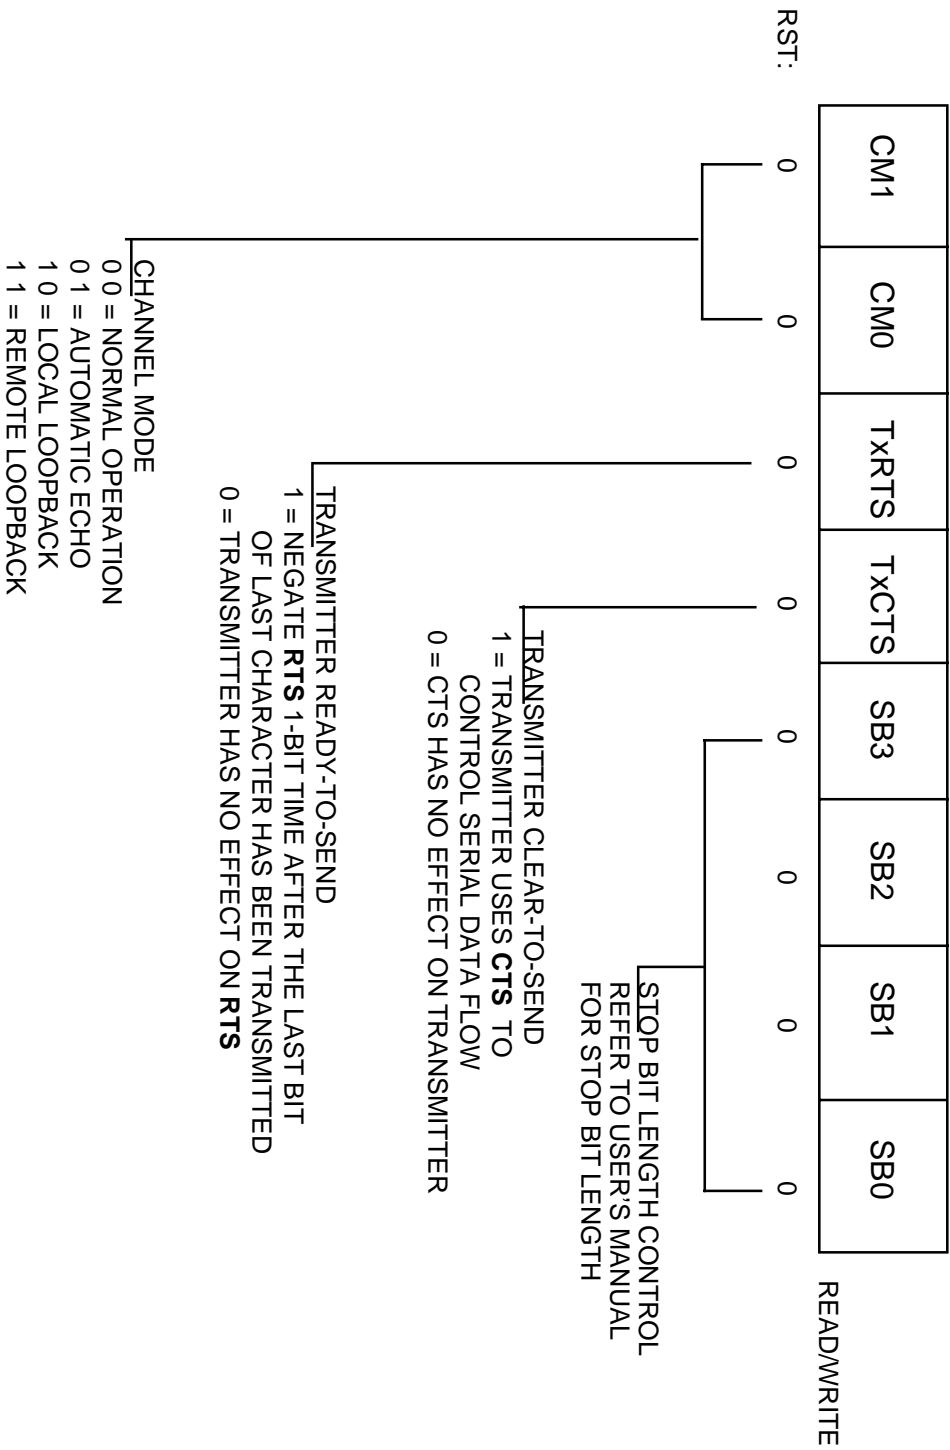 CM1 CM0 TxRTS TxCTS SB3 SB2 SB1 SB0
READ/WRITE
RST: 0 0 0 0 0 0 0 0
STOP BIT LENGTH CONTROL
REFER TO USER'S MANUAL
FOR STOP BIT LENGTH
TRANSMITTER CLEAR-TO-SEND
1 = TRANSMITTER USES CTS TO
CONTROL SERIAL DATA FLOW
0 = CTS HAS NO EFFECT ON TRANSMITTER
TRANSMITTER READY-TO-SEND
1 = NEGATE RTS 1-BIT TIME AFTER THE LAST BIT
OF LAST CHARACTER HAS BEEN TRANSMITTED
0 = TRANSMITTER HAS NO EFFECT ON RTS
CHANNEL MODE
0 0 = NORMAL OPERATION
0 1 = AUTOMATIC ECHO
1 0 = LOCAL LOOPBACK
1 1 = REMOTE LOOPBACK